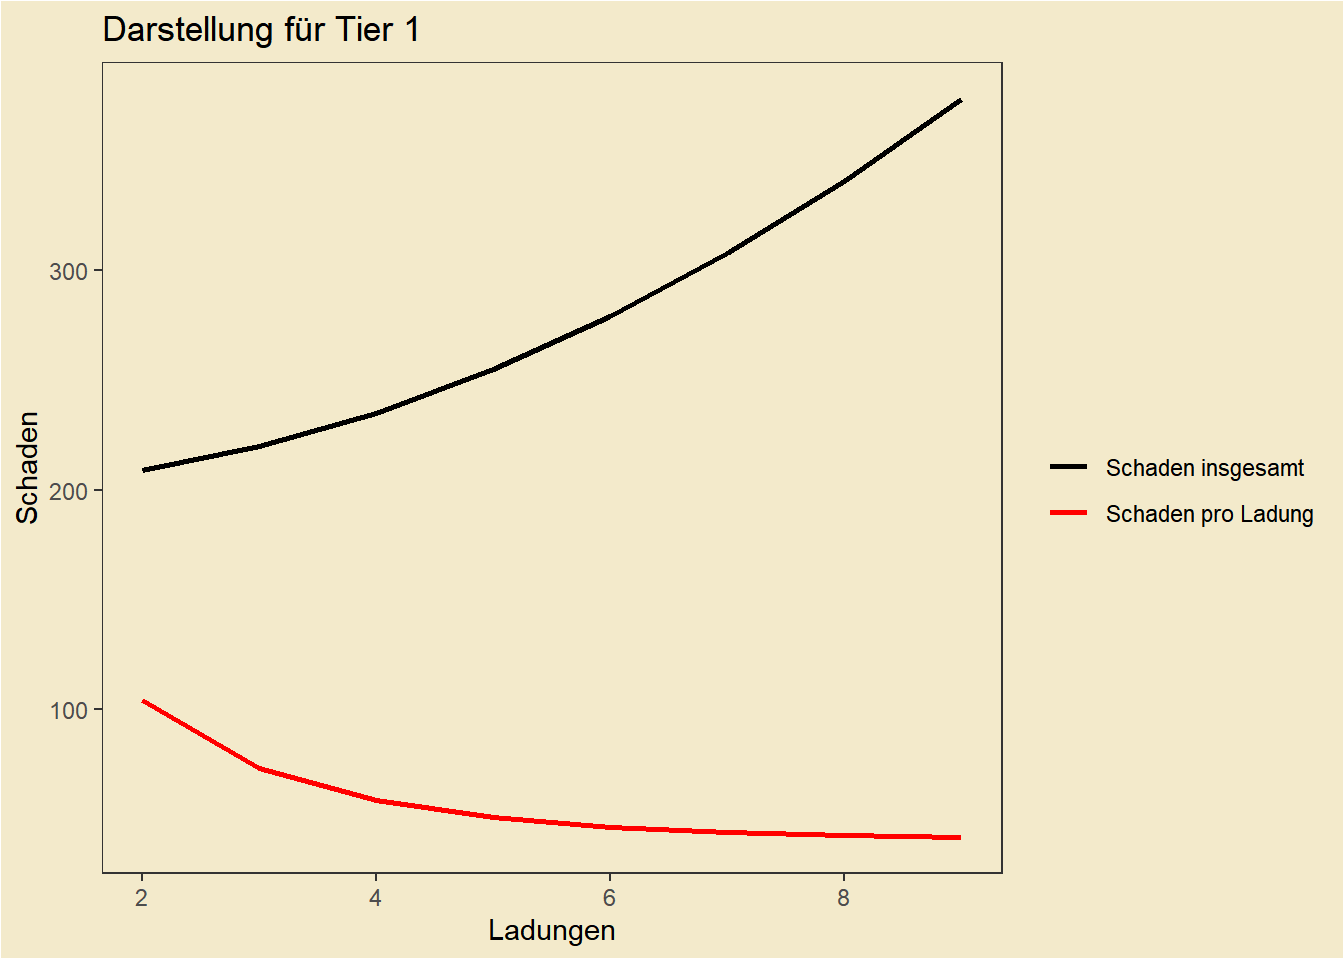 Darstellung für Tier 1
300
200
100
Schaden
2 4 6 8
Ladungen
Schaden insgesamt
Schaden pro Ladung